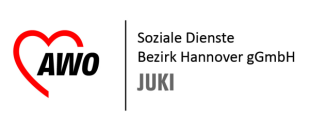 AWO
Soziale Dienste
Bezirk Hannover gGmbH
JUKI